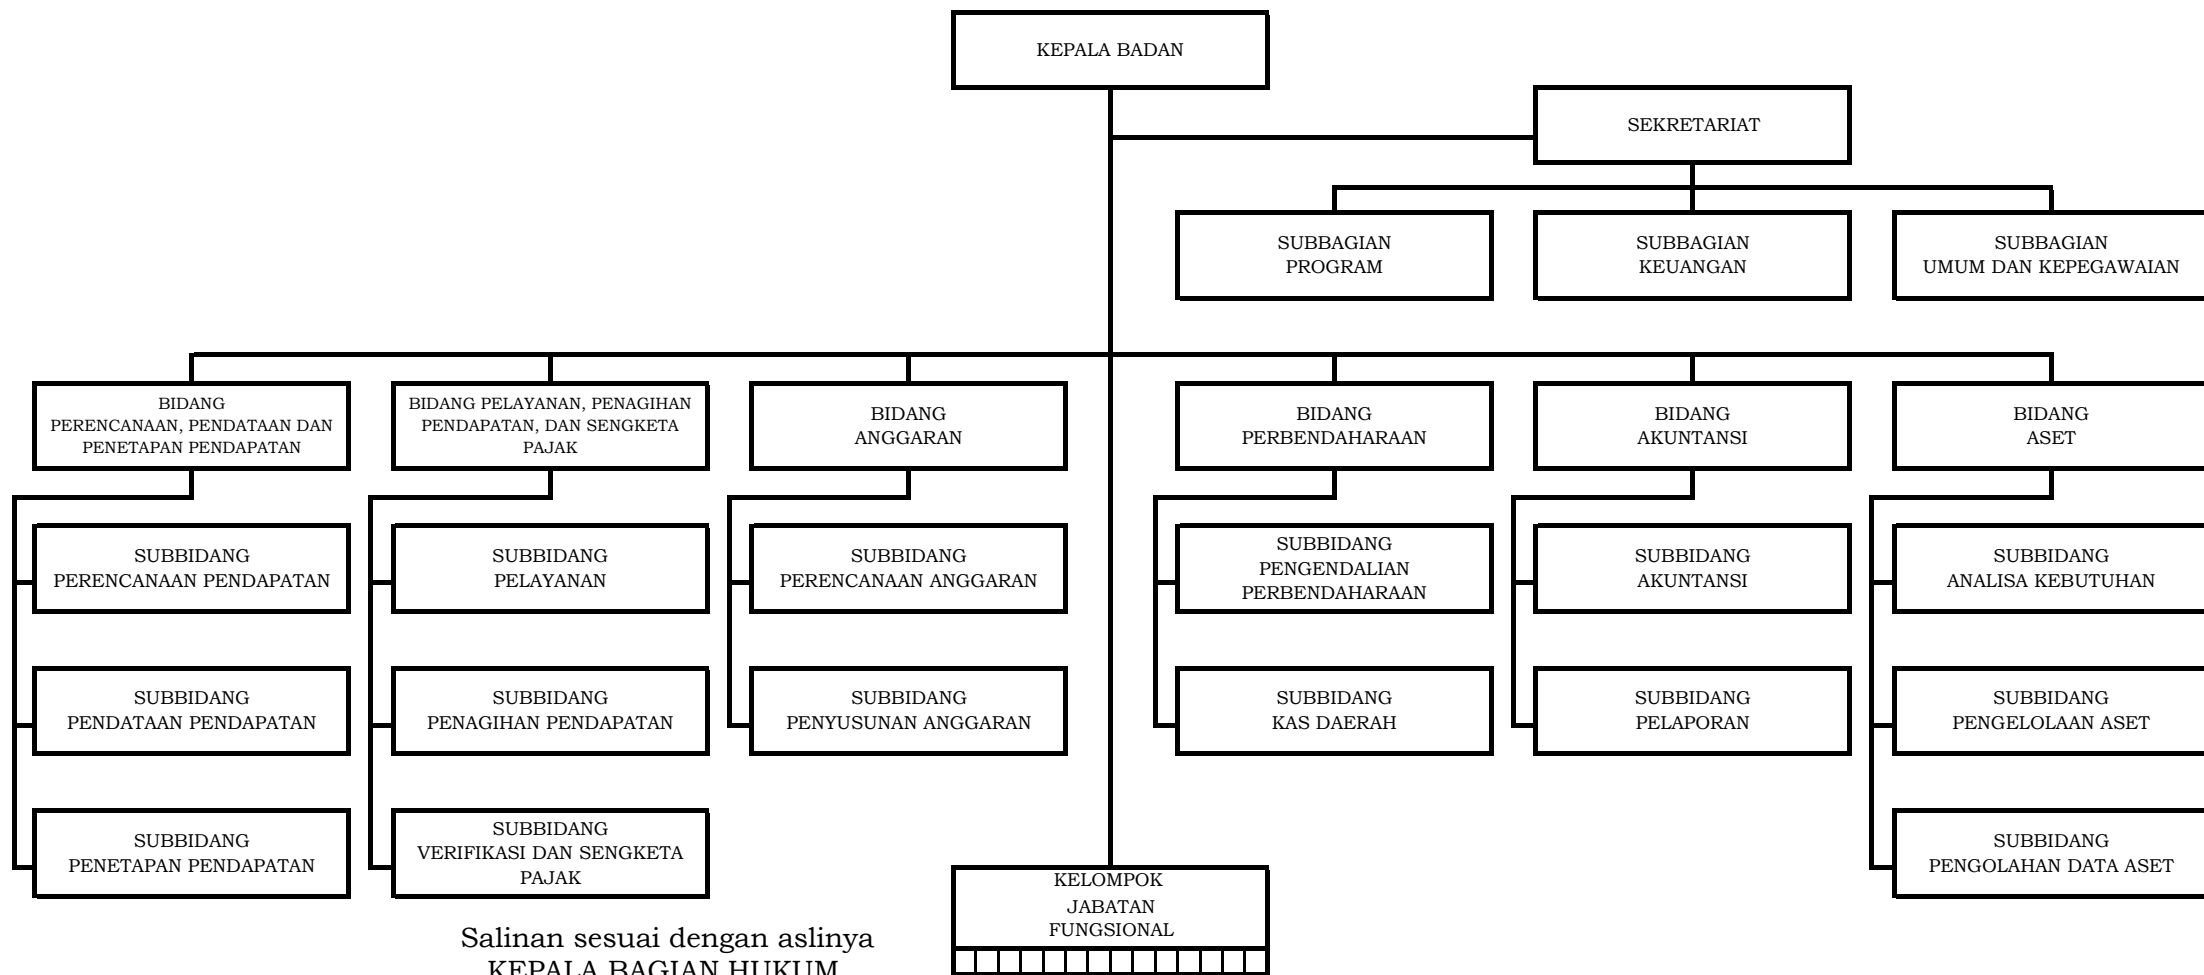 KEPALA BADAN
SEKRETARIAT
SUBBAGIAN
PROGRAM
SUBBAGIAN
KEUANGAN
SUBBAGIAN
UMUM DAN KEPEGAWAIAN
BIDANG
PERENCANAAN, PENDATAAN DAN
PENETAPAN PENDAPATAN
BIDANG PELAYANAN, PENAGIHAN
PENDAPATAN, DAN SENGKETA
PAJAK
BIDANG
ANGGARAN
BIDANG
PERBENDAHARAAN
BIDANG
AKUNTANSI
BIDANG
ASET
SUBBIDANG
PERENCANAAN PENDAPATAN
SUBBIDANG
PELAYANAN
SUBBIDANG
PERENCANAAN ANGGARAN
SUBBIDANG
PENGENDALIAN
PERBENDAHARAAN
SUBBIDANG
AKUNTANSI
SUBBIDANG
ANALISA KEBUTUHAN
SUBBIDANG
PENDATAAN PENDAPATAN
SUBBIDANG
PENAGIHAN PENDAPATAN
SUBBIDANG
PENYUSUNAN ANGGARAN
SUBBIDANG
KAS DAERAH
SUBBIDANG
PELAPORAN
SUBBIDANG
PENGELOLAAN ASET
SUBBIDANG
PENETAPAN PENDAPATAN
SUBBIDANG
VERIFIKASI DAN SENGKETA
PAJAK
SUBBIDANG
PENGOLAHAN DATA ASET
KELOMPOK
JABATAN
FUNGSIONAL
Salinan sesuai dengan aslinya
KEPALA BAGIAN HUKUM